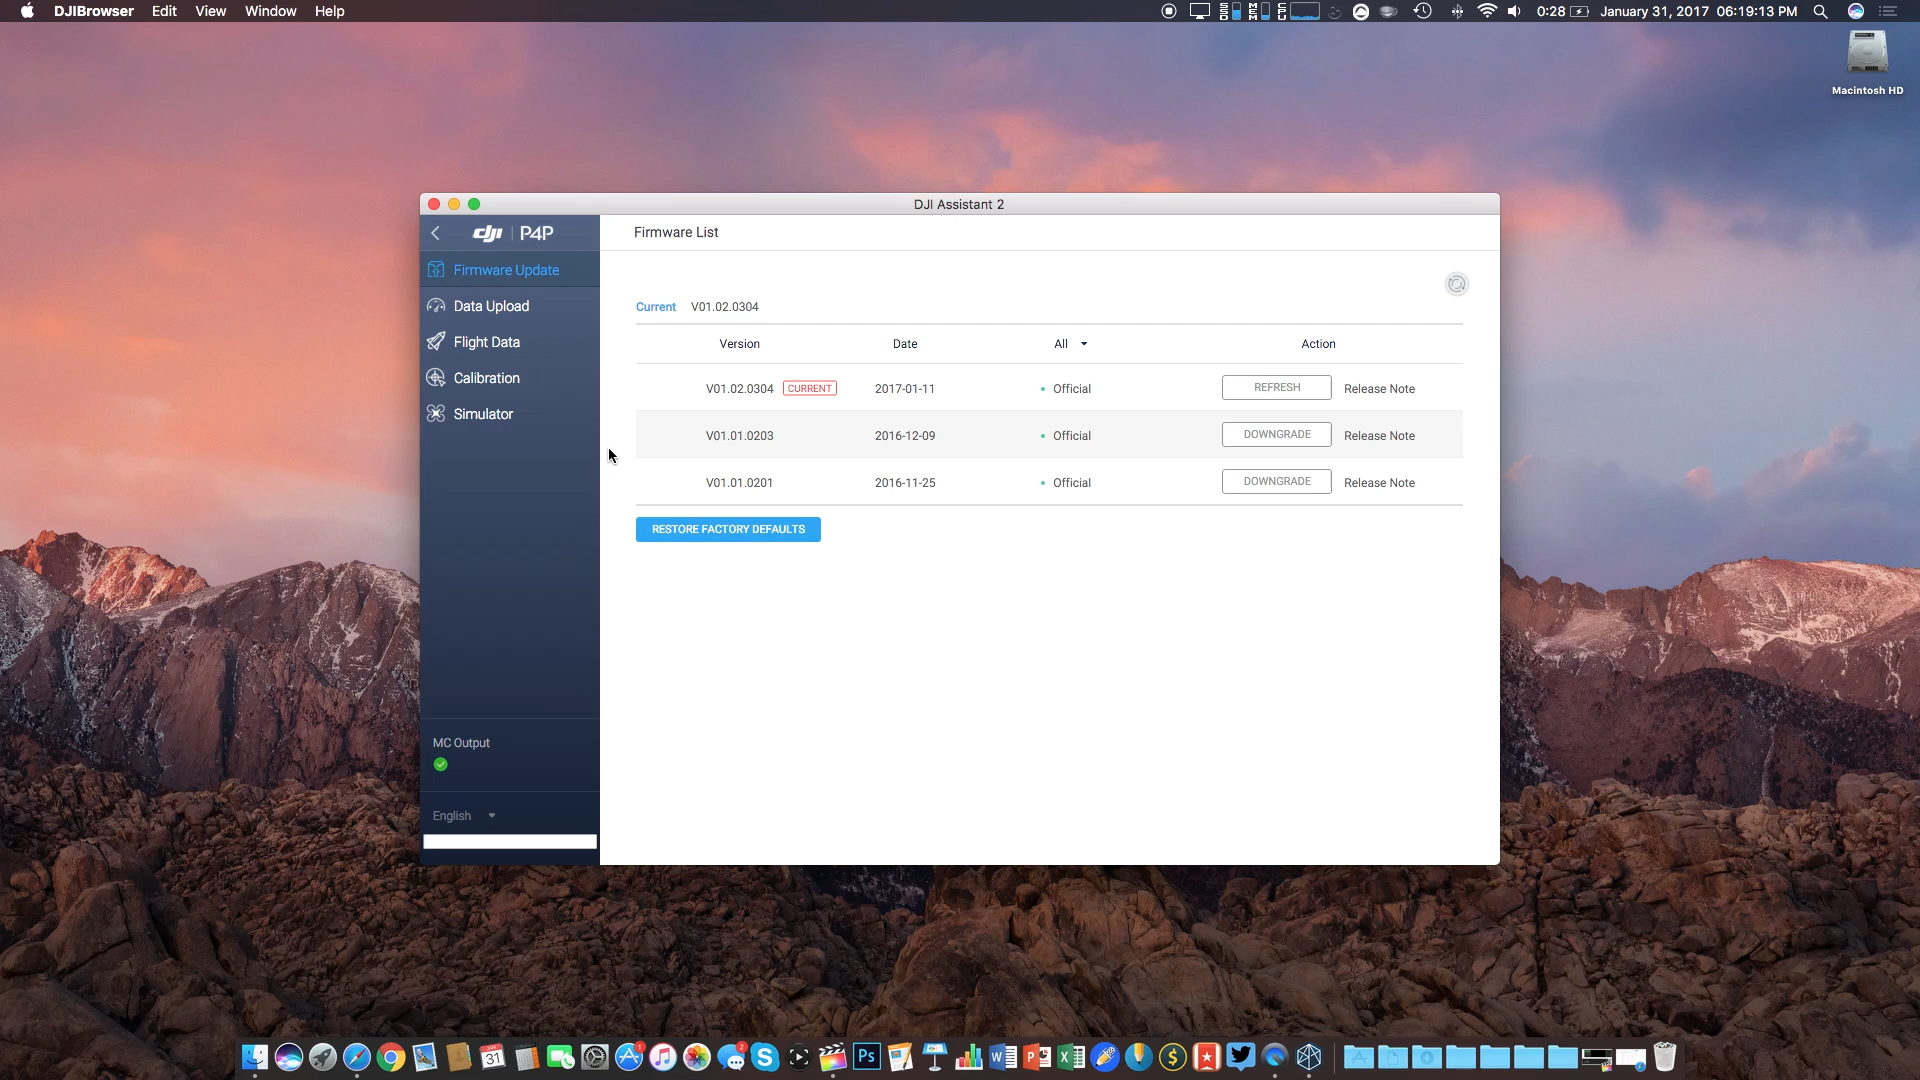 DJIBrowser Edit View Window Help
0:28 January 31, 2017 06:19:13 PM
Macintosh HD
DJI Assistant 2
dji P4P
Firmware List
Firmware Update
Data Upload
Flight Data
Calibration
Simulator
Current V01.02.0304
Version Date All Action
V01.02.0304 CURRENT 2017-01-11 Official REFRESH Release Note
V01.01.0203 2016-12-09 Official DOWNGRADE Release Note
V01.01.0201 2016-11-25 Official DOWNGRADE Release Note
RESTORE FACTORY DEFAULTS
MC Output
English
31
Ps